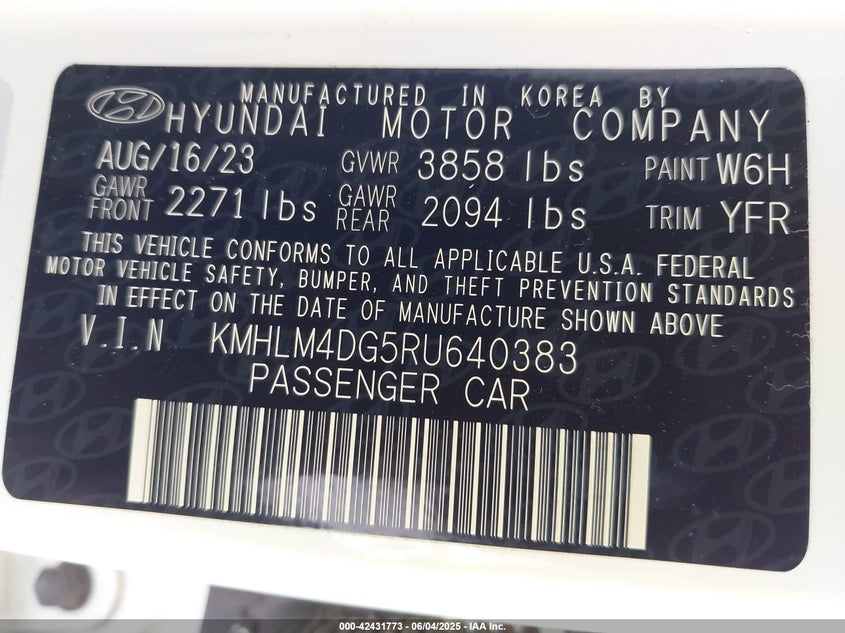 MANUFACTURED IN KOREA BY
HYUNDAI MOTOR COMPANY
AUG/16/23 GVWR 3858 lbs PAINT W6H
GAWR FRONT 2271 lbs GAWR REAR 2094 lbs TRIM YFR
THIS VEHICLE CONFORMS TO ALL APPLICABLE U.S.A. FEDERAL
MOTOR VEHICLE SAFETY, BUMPER, AND THEFT PREVENTION STANDARDS
IN EFFECT ON THE DATE OF MANUFACTURE SHOWN ABOVE
V.I.N KMHLM4DG5RU640383
PASSENGER CAR
000-42431773 - 06/04/2025 - IAA Inc.